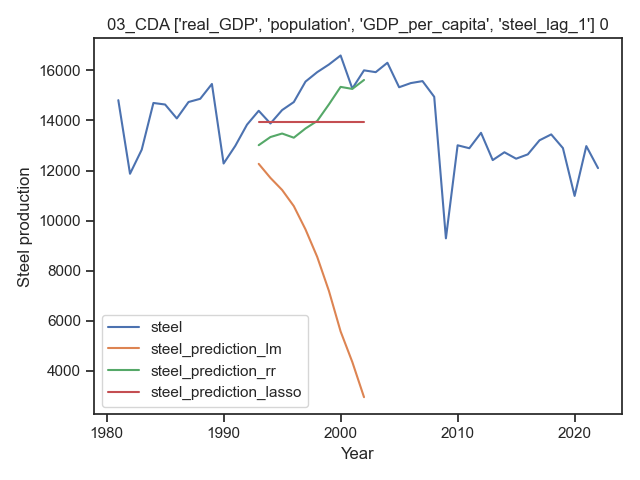 03_CDA ['real_GDP', 'population', 'GDP_per_capita', 'steel_lag_1'] 0
16000
14000
12000
10000
8000
6000
4000
Steel production
steel
steel_prediction_lm
steel_prediction_rr
steel_prediction_lasso
1980
1990
2000
2010
2020
Year